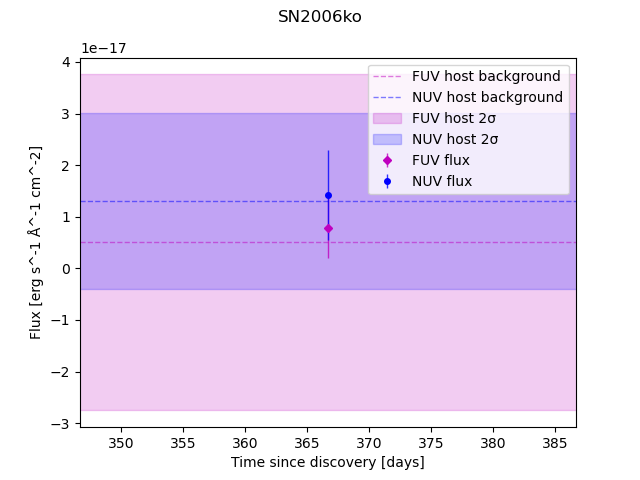 SN2006ko
1e−17
4
3
2
1
0
−1
−2
−3
Flux [erg s^-1 Å^-1 cm^-2]
FUV host background
NUV host background
FUV host 2σ
NUV host 2σ
FUV flux
NUV flux
350 355 360 365 370 375 380 385
Time since discovery [days]